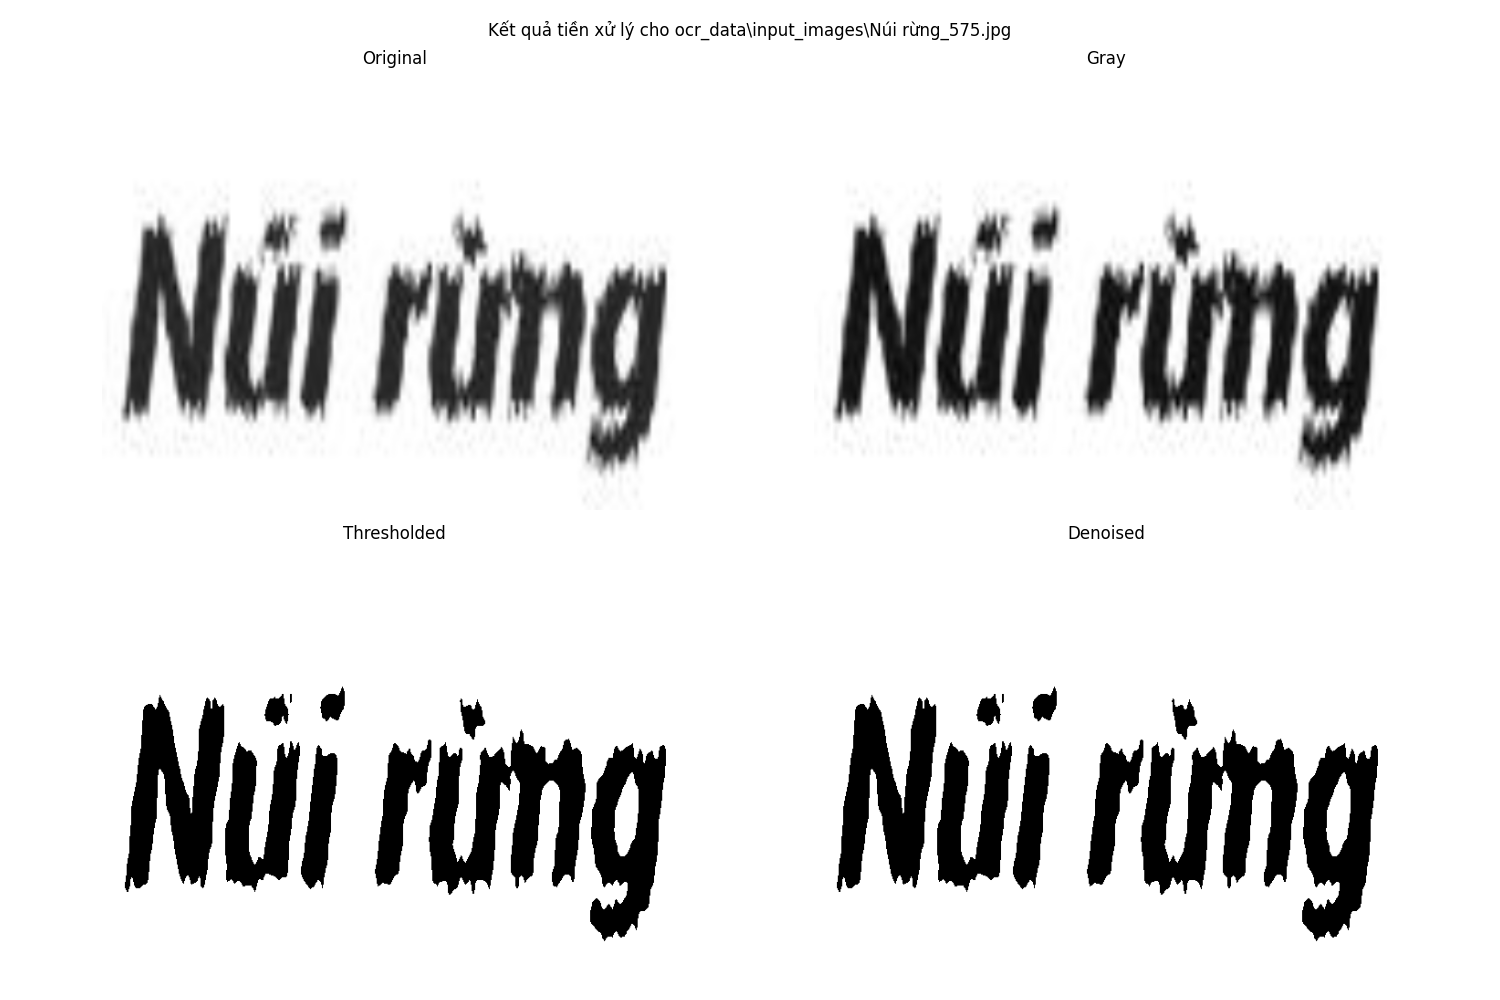 Kết quả tiền xử lý cho ocr_data\input_images\Núi rừng_575.jpg
Original
Gray
Núi rừng
Núi rừng
Thresholded
Denoised
Núi rừng
Núi rừng